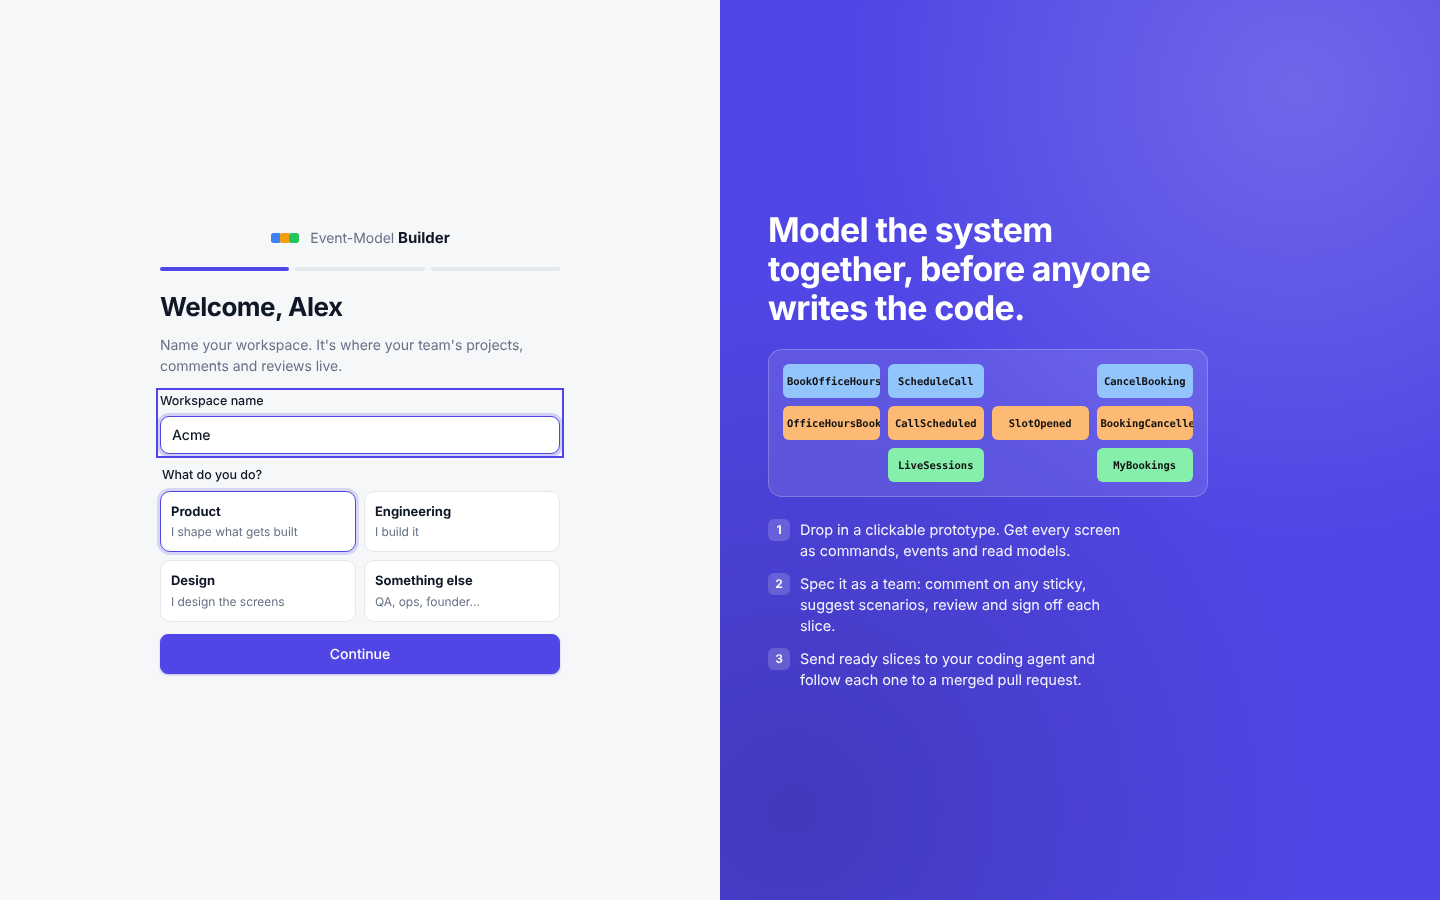 Event-Model Builder
Welcome, Alex
Name your workspace. It's where your team's projects,
comments and reviews live.
Workspace name
Acme
What do you do?
Product
I shape what gets built
Engineering
I build it
Design
I design the screens
Something else
QA, ops, founder...
Continue
Model the system
together, before anyone
writes the code.
BookOfficeHours
ScheduleCall
CancelBooking
OfficeHoursBook
CallScheduled
SlotOpened
BookingCancelle
LiveSessions
MyBookings
1 Drop in a clickable prototype. Get every screen
as commands, events and read models.
2 Spec it as a team: comment on any sticky,
suggest scenarios, review and sign off each
slice.
3 Send ready slices to your coding agent and
follow each one to a merged pull request.